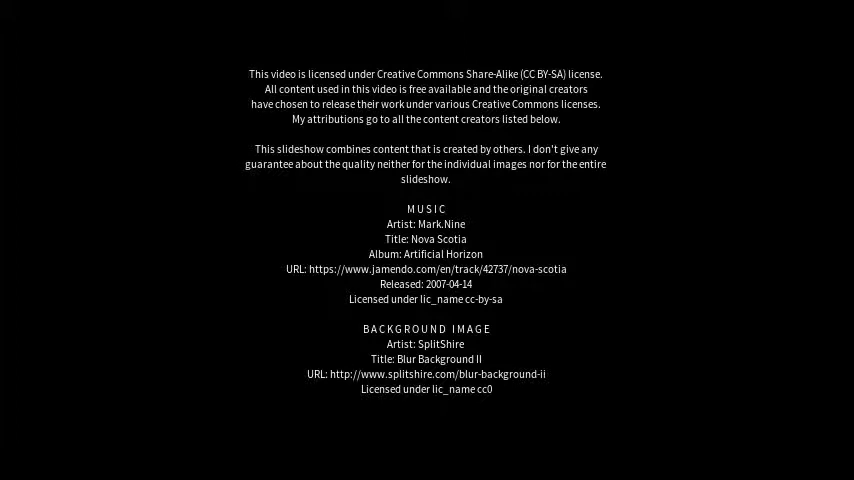 This video is licensed under Creative Commons Share-Alike (CC BY-SA) license.
All content used in this video is free available and the original creators
have chosen to release their work under various Creative Commons licenses.
My attributions go to all the content creators listed below.
This slideshow combines content that is created by others. I don't give any
guarantee about the quality neither for the individual images nor for the entire
slideshow.
MUSIC
Artist: Mark.Nine
Title: Nova Scotia
Album: Artificial Horizon
URL: https://www.jamendo.com/en/track/42737/nova-scotia
Released: 2007-04-14
Licensed under lic_name cc-by-sa
BACKGROUND IMAGE
Artist: SplitShire
Title: Blur Background II
URL: http://www.splitshire.com/blur-background-ii
Licensed under lic_name cc0